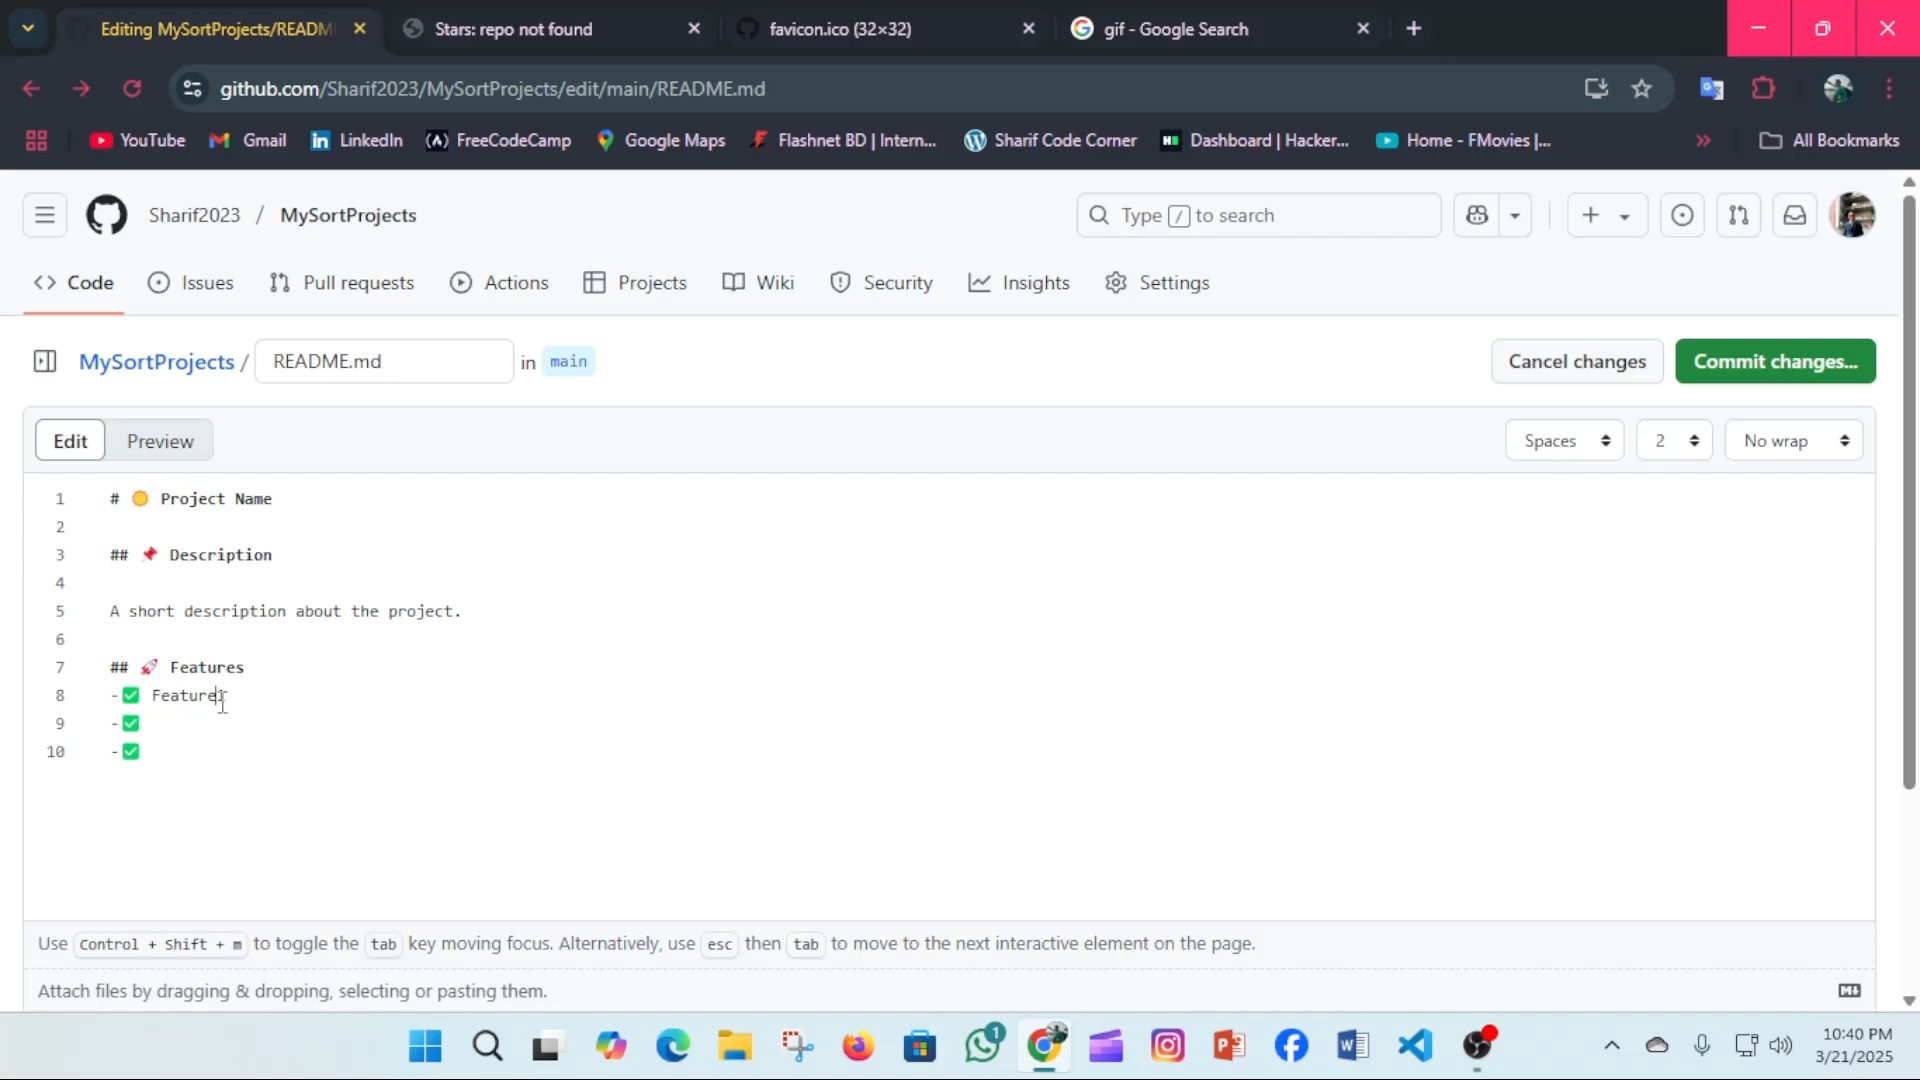 Editing MySortProjects/READM
Stars: repo not found
favicon.ico (32×32)
gif - Google Search
github.com/Sharif2023/MySortProjects/edit/main/README.md
YouTube
Gmail
LinkedIn
FreeCodeCamp
Google Maps
Flashnet BD | Intern...
Sharif Code Corner
Dashboard | Hacker...
Home - FMovies |...
All Bookmarks
Sharif2023 / MySortProjects
Type / to search
Code
Issues
Pull requests
Actions
Projects
Wiki
Security
Insights
Settings
MySortProjects / README.md in main
Cancel changes
Commit changes...
Edit
Preview
Spaces
2
No wrap
1 # 🟡 Project Name
2
3 ## 📌 Description
4
5 A short description about the project.
6
7 ## 🚀 Features
8 -✅ Feature
9 -✅
10 -✅
Use Control + Shift + m to toggle the tab key moving focus. Alternatively, use esc then tab to move to the next interactive element on the page.
Attach files by dragging & dropping, selecting or pasting them.
1
10:40 PM
3/21/2025